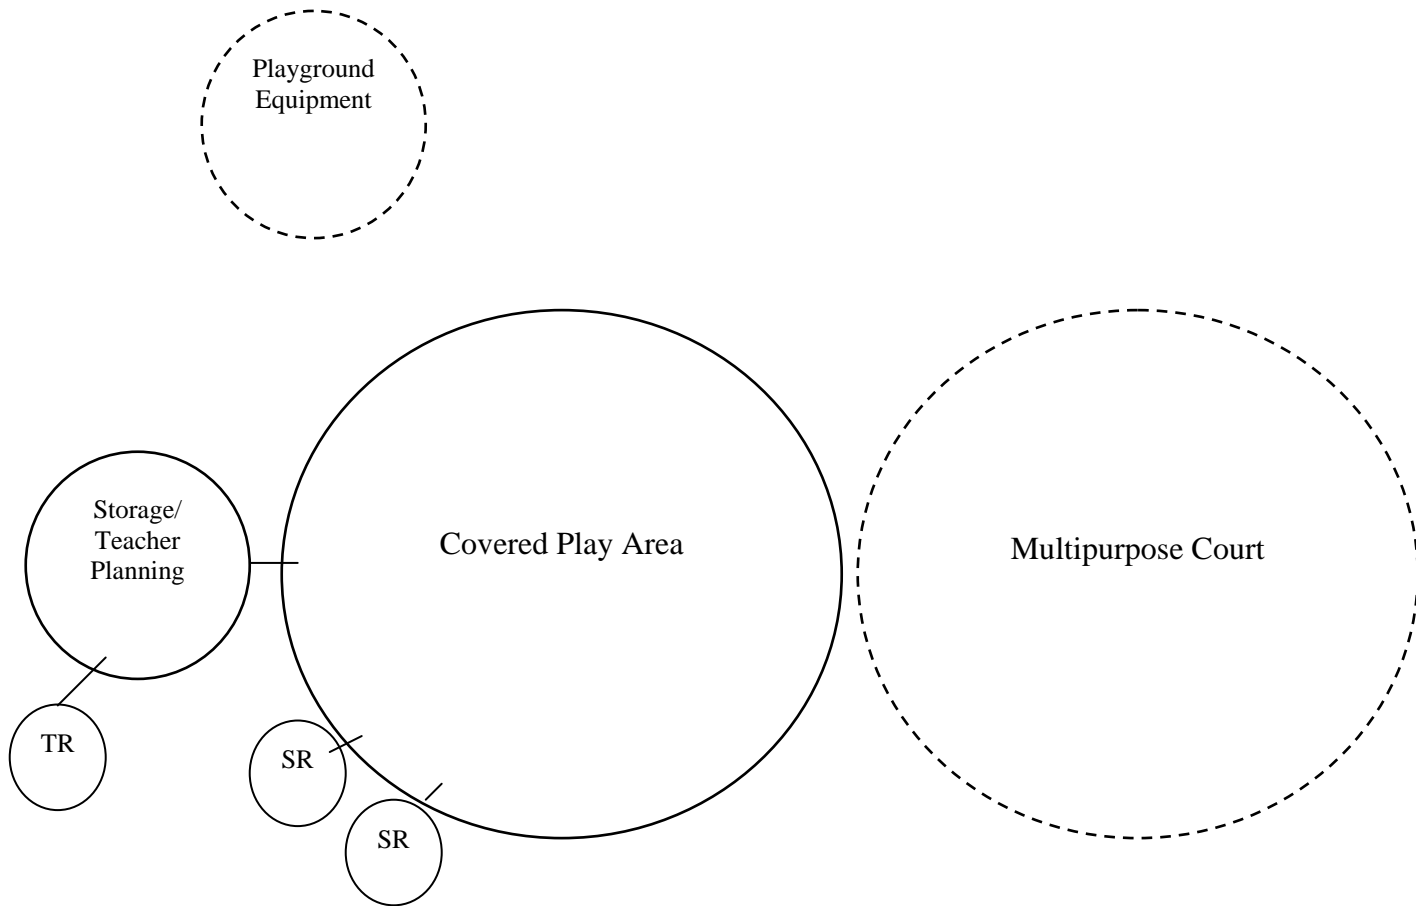 Playground
Equipment
Storage/
Teacher
Planning
Covered Play Area
Multipurpose Court
TR
SR
SR